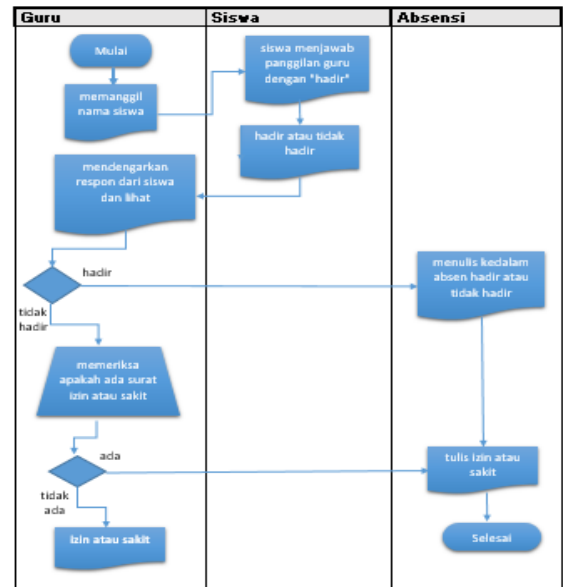 Guru
Siswa
Absensi
Mulai
memanggil
nama siswa
siswa menjawab
panggilan guru
dengan "hadir"
hadir atau tidak
hadir
mendengarkan
respon dari siswa
dan lihat
hadir
tidak
hadir
menulis kedalam
absen hadir atau
tidak hadir
memeriksa
apakah ada surat
izin atau sakit
ada
tidak
ada
tulis izin atau
sakit
izin atau sakit
Selesai